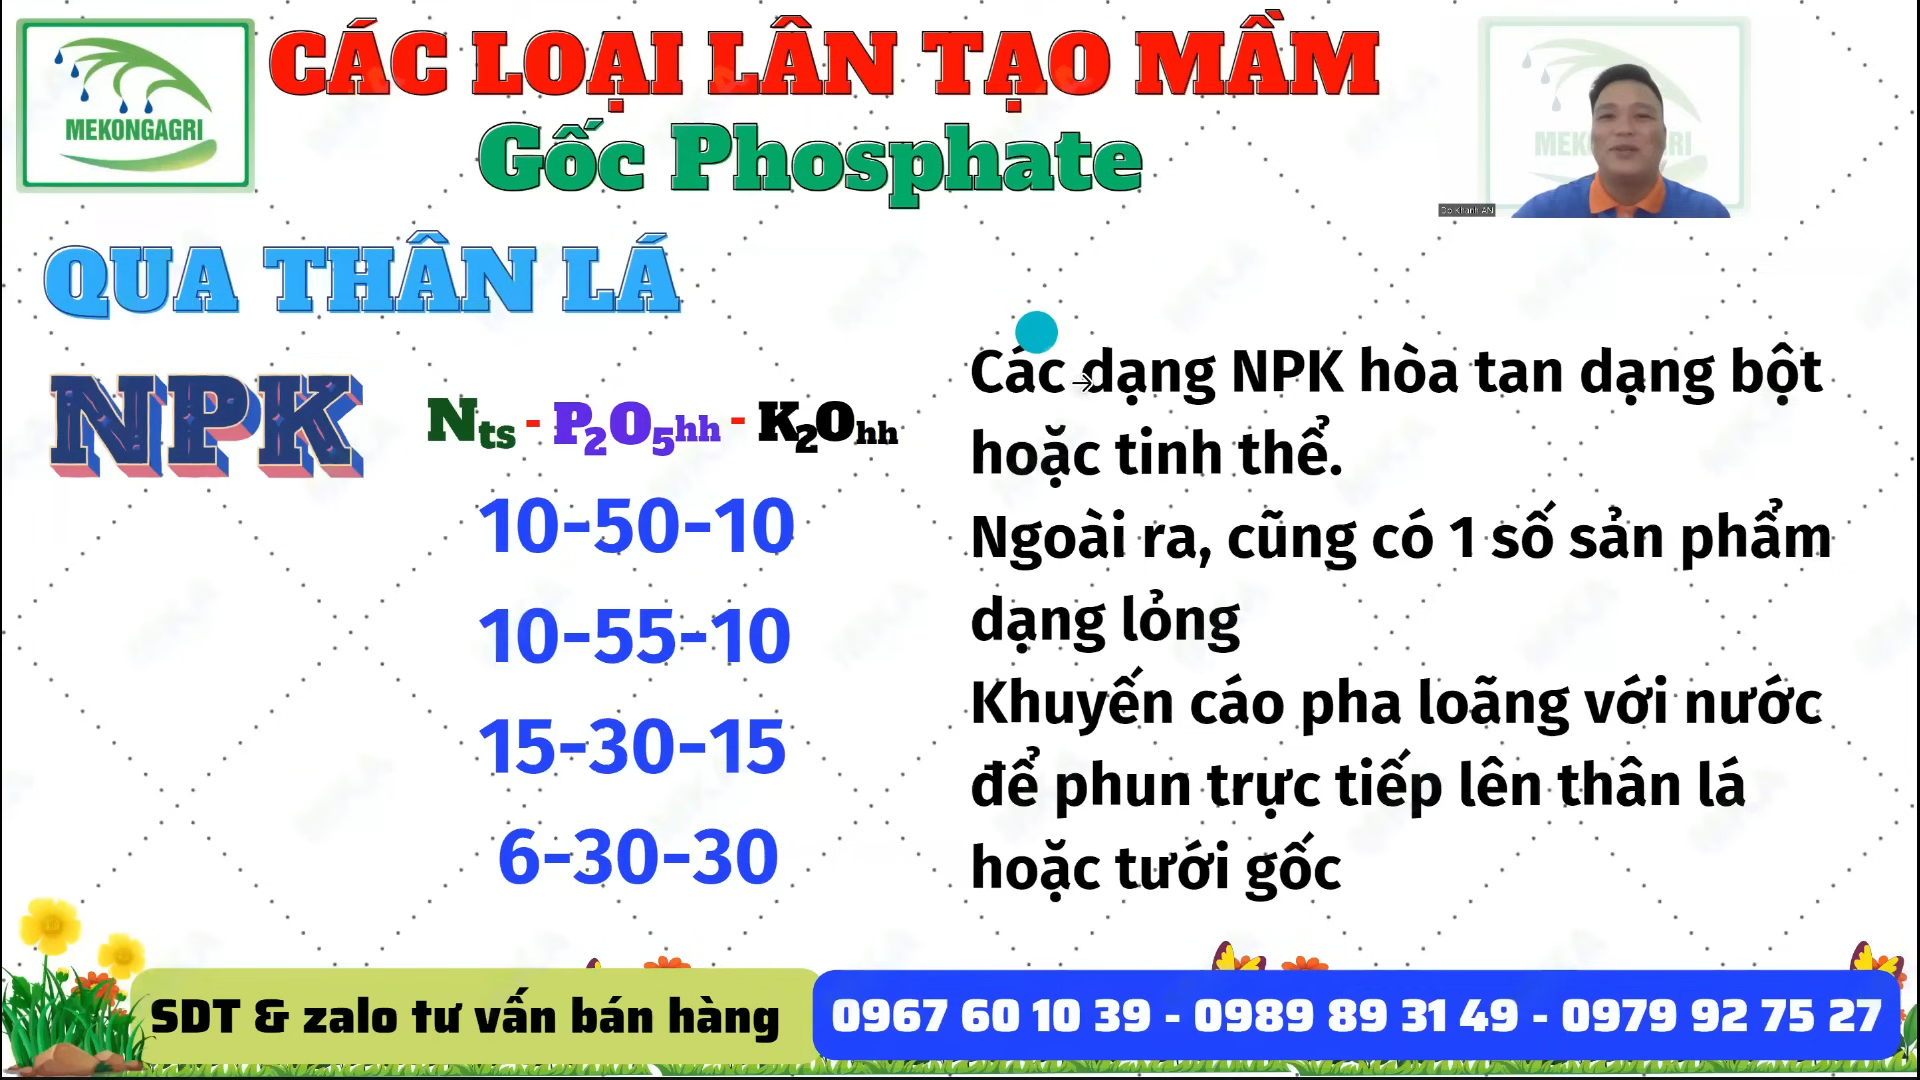 MEKONGAGRI
CÁC LOẠI LÂN TẠO MẦM
Gốc Phosphate
Do Khanh AN
QUA THÂN LÁ
NPK
Nts - P2O5hh - K2Ohh
10-50-10
10-55-10
15-30-15
6-30-30
Các dạng NPK hòa tan dạng bột
hoặc tinh thể.
Ngoài ra, cũng có 1 số sản phẩm
dạng lỏng
Khuyến cáo pha loãng với nước
để phun trực tiếp lên thân lá
hoặc tưới gốc
SDT & zalo tư vấn bán hàng
0967 60 10 39 - 0989 89 31 49 - 0979 92 75 27